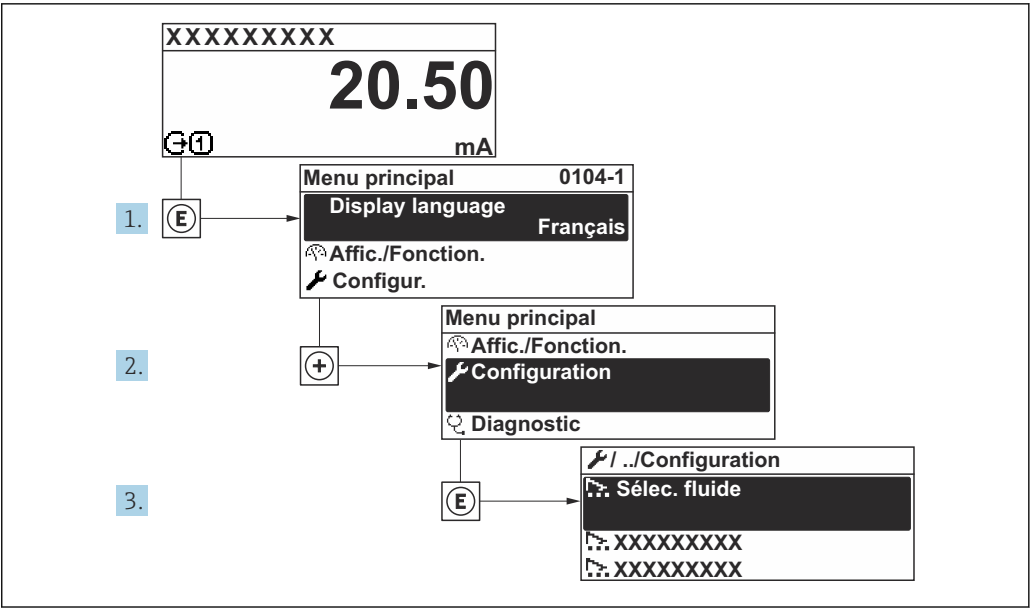 XXXXXXXXX
20.50
1
mA
Menu principal 0104-1
1.
E
Display language
Français
Affic./Fonction.
Configur.
Menu principal
2.
+
Affic./Fonction.
Configuration
Diagnostic
/ ../Configuration
3.
E
Sélec. fluide
XXXXXXXXX
XXXXXXXXX